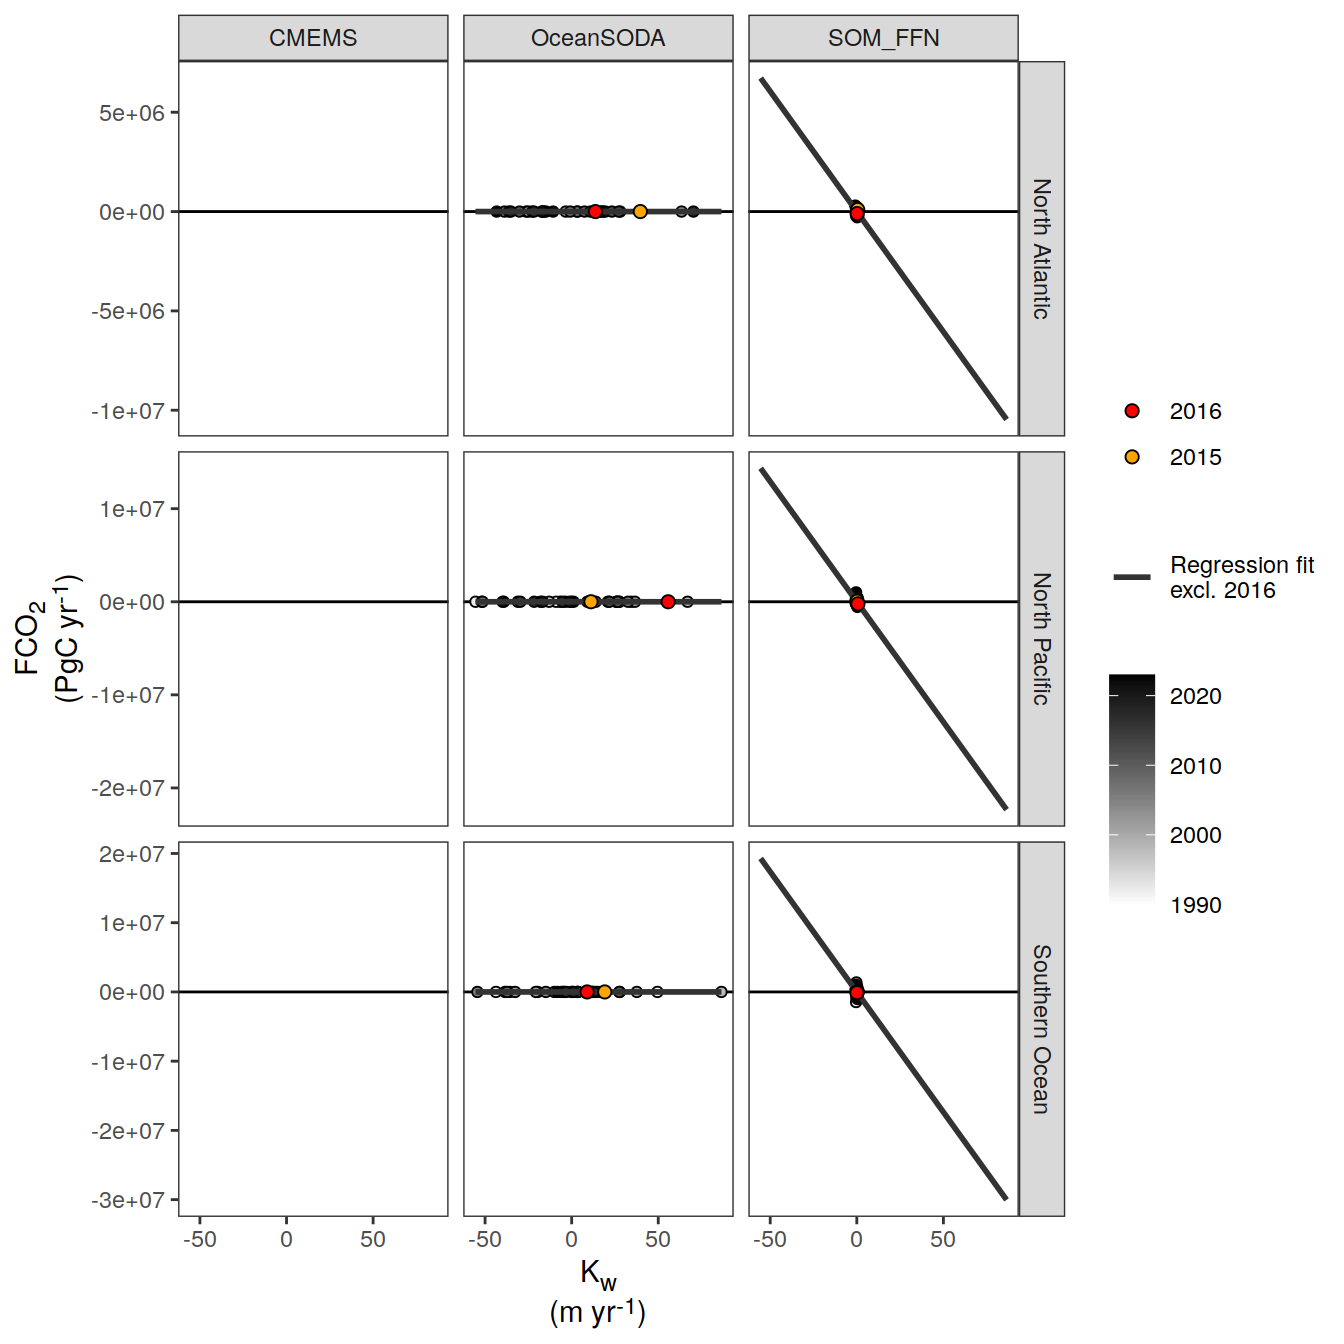 CMEMS
OceanSODA
SOM_FFN
5e+06
0e+00
-5e+06
-1e+07
North Atlantic
1e+07
0e+00
-1e+07
-2e+07
North Pacific
2e+07
1e+07
0e+00
-1e+07
-2e+07
-3e+07
Southern Ocean
FCO₂
(PgC yr⁻¹)
-50 0 50
-50 0 50
-50 0 50
K_w
(m yr⁻¹)
2016
2015
Regression fit
excl. 2016
2020
2010
2000
1990